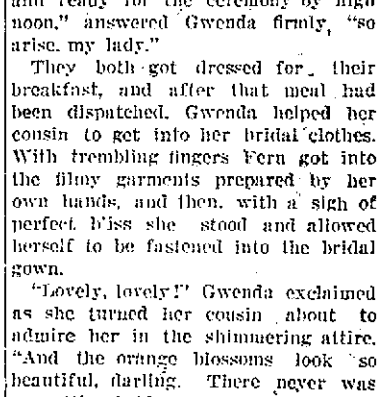 and ready for the ceremony by high
noon," answered Gwenda firmly, "so
arise, my lady."
They both got dressed for their
breakfast, and after that meal had
been dispatched, Gwenda helped her
cousin to get into her bridal clothes.
With trembling fingers Fern got into
the filmy garments prepared by her
own hands, and then, with a sigh of
perfect bliss she stood and allowed
herself to be fastened into the bridal
gown.
"Lovely, lovely!" Gwenda exclaimed
as she turned her cousin about to
admire her in the shimmering attire.
"And the orange blossoms look so
beautiful, darling. There never was